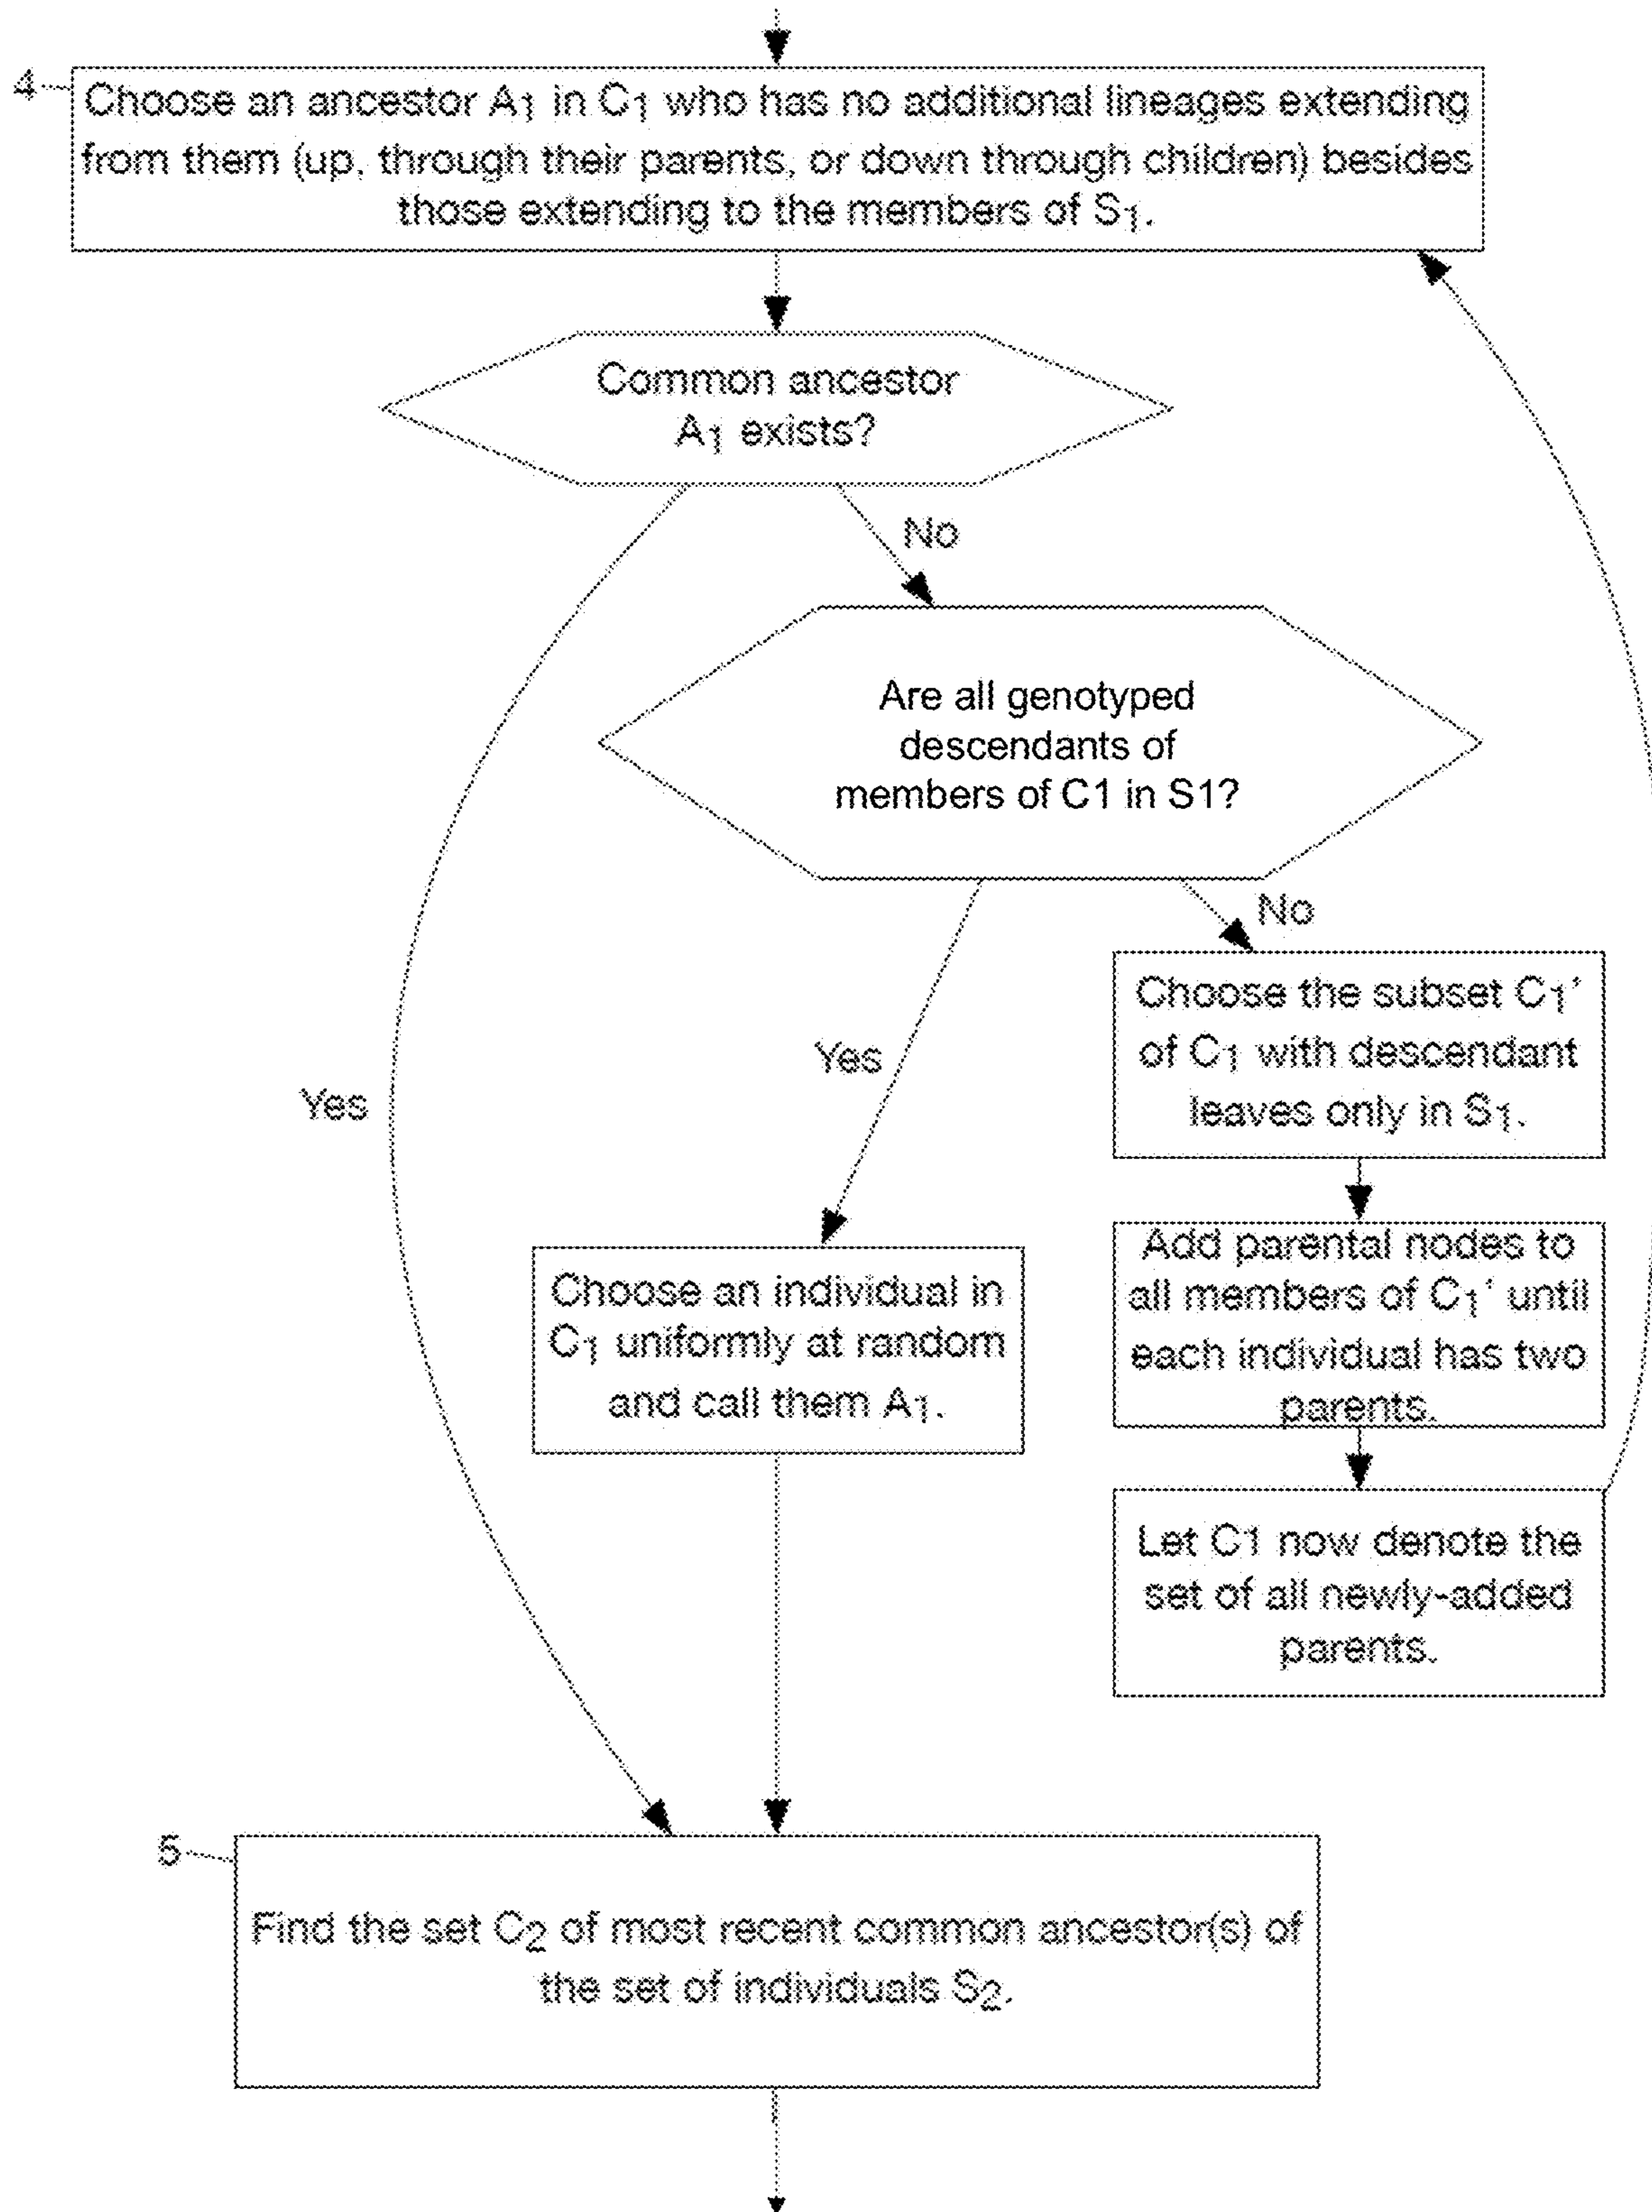 4
Choose an ancestor A1 in C1 who has no additional lineages extending
from them (up, through their parents, or down through children) besides
those extending to the members of S1.
Common ancestor
A1 exists?
No
Are all genotyped
descendants of
members of C1 in S1?
No
Yes
Yes
Choose the subset C1'
of C1 with descendant
leaves only in S1.
Add parental nodes to
all members of C1' until
each individual has two
parents.
Choose an individual in
C1 uniformly at random
and call them A1.
Let C1 now denote the
set of all newly-added
parents.
5
Find the set C2 of most recent common ancestor(s) of
the set of individuals S2.